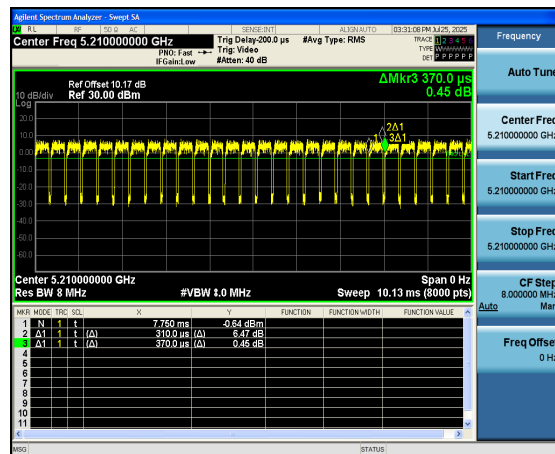 Agilent Spectrum Analyzer - Swept SA
RL RF 50 Ω AC SENSE:INT ALIGN AUTO 03:31:08 PM Jul 25, 2025
Center Freq 5.210000000 GHz
PNO: Fast
IFGain:Low
Trig Delay-200.0 µs
Trig: Video
#Atten: 40 dB
#Avg Type: RMS
TRACE 1 2 3 4 5 6
TYPE
DET P P P P P P
Ref Offset 10.17 dB
Ref 30.00 dBm
10 dB/div
Log
ΔMkr3 370.0 µs
0.45 dB
20.0
10.0
0.00
-10.0
-20.0
-30.0
-40.0
-50.0
-60.0
1
2Δ1
3Δ1
Center 5.210000000 GHz
Span 0 Hz
Res BW 8 MHz
#VBW 8.0 MHz
Sweep 10.13 ms (8000 pts)
MKR MODE TRC SCL X Y FUNCTION FUNCTION WIDTH FUNCTION VALUE
1 N 1 t 7.750 ms -0.64 dBm
2 Δ1 1 t (Δ) 310.0 µs (Δ) 6.47 dB
3 Δ1 1 t (Δ) 370.0 µs (Δ) 0.45 dB
4
5
6
7
8
9
10
11
MSG
STATUS
Frequency
Auto Tune
Center Freq
5.210000000 GHz
Start Freq
5.210000000 GHz
Stop Freq
5.210000000 GHz
CF Step
8.000000 MHz
Auto Man
Freq Offset
0 Hz